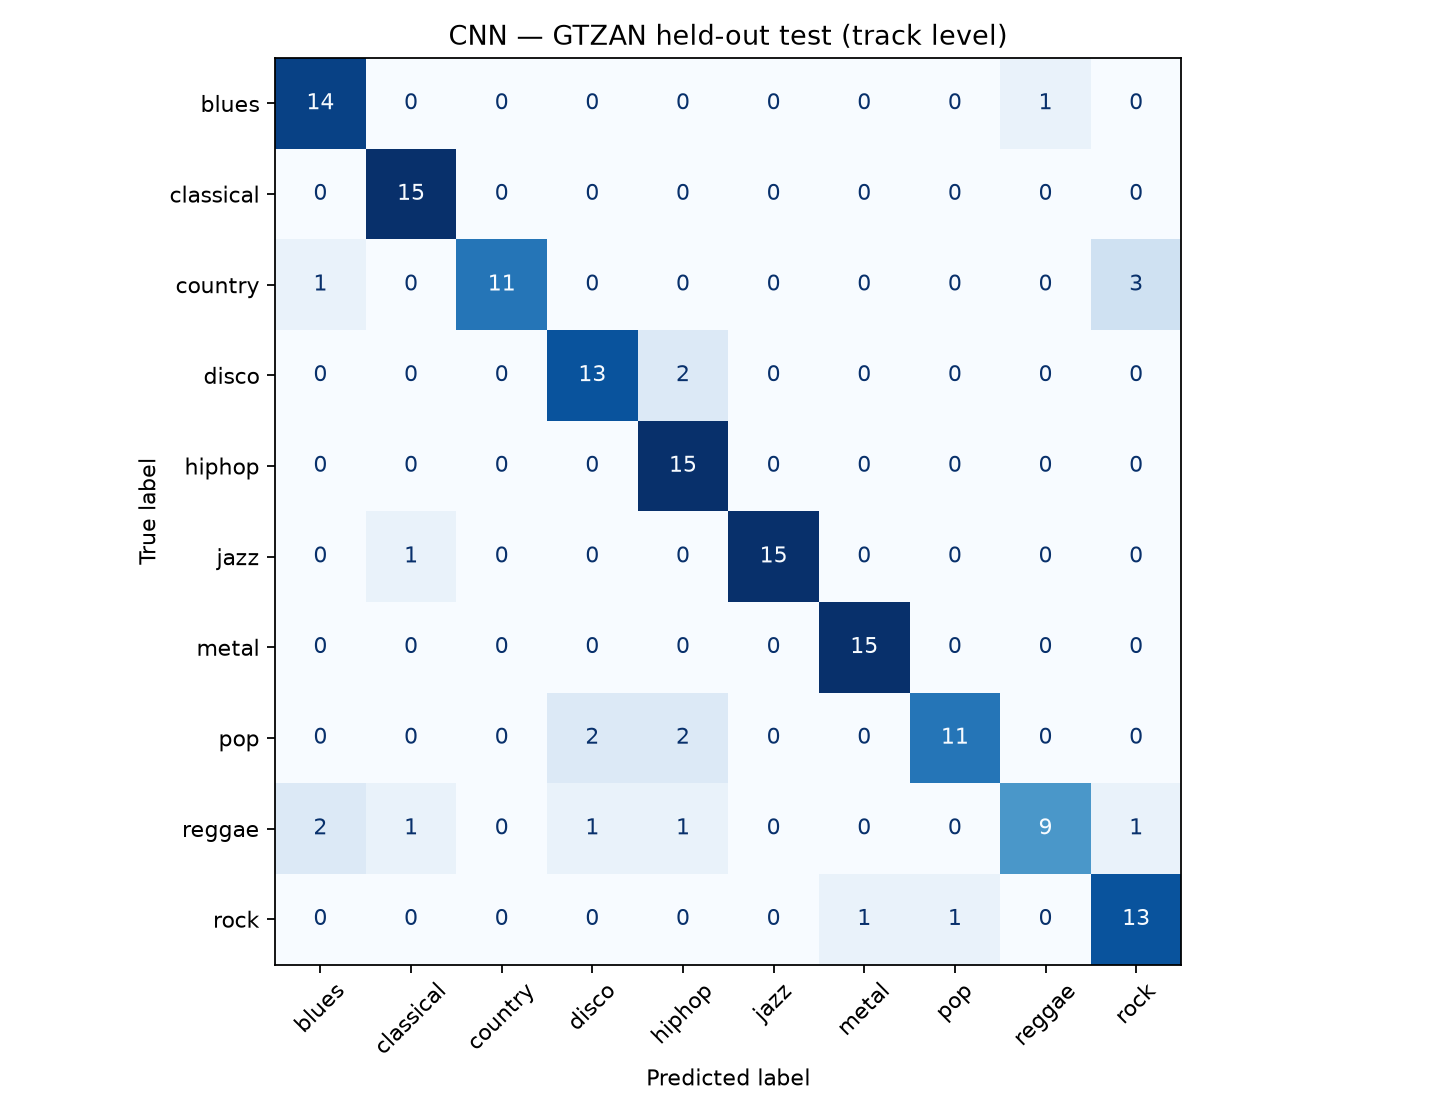 CNN — GTZAN held-out test (track level)
blues 14 0 0 0 0 0 0 0 1 0
classical 0 15 0 0 0 0 0 0 0 0
country 1 0 11 0 0 0 0 0 0 3
disco 0 0 0 13 2 0 0 0 0 0
hiphop 0 0 0 0 15 0 0 0 0 0
jazz 0 1 0 0 0 15 0 0 0 0
metal 0 0 0 0 0 0 15 0 0 0
pop 0 0 0 2 2 0 0 11 0 0
reggae 2 1 0 1 1 0 0 0 9 1
rock 0 0 0 0 0 0 1 1 0 13
True label
blues classical country disco hiphop jazz metal pop reggae rock
Predicted label